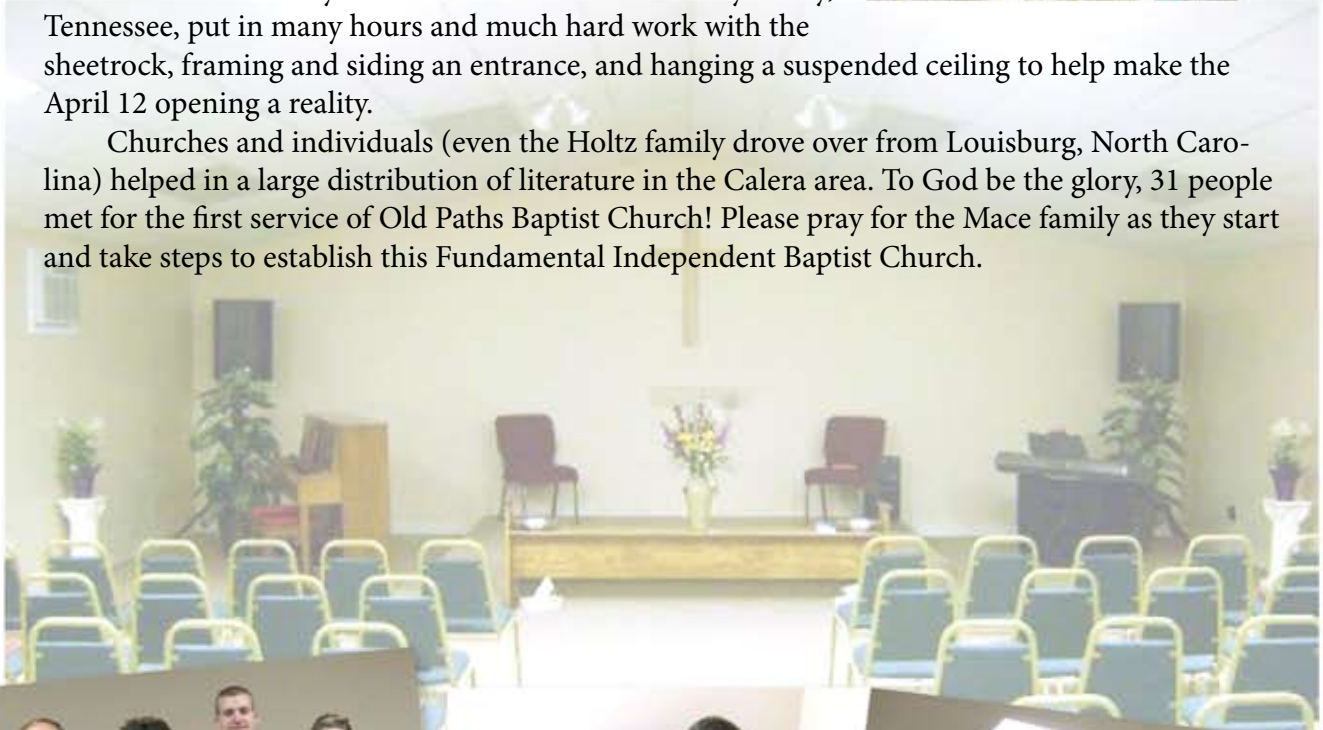 Tennessee, put in many hours and much hard work with the
sheetrock, framing and siding an entrance, and hanging a suspended ceiling to help make the
April 12 opening a reality.
Churches and individuals (even the Holtz family drove over from Louisburg, North Caro-
lina) helped in a large distribution of literature in the Calera area. To God be the glory, 31 people
met for the first service of Old Paths Baptist Church! Please pray for the Mace family as they start
and take steps to establish this Fundamental Independent Baptist Church.